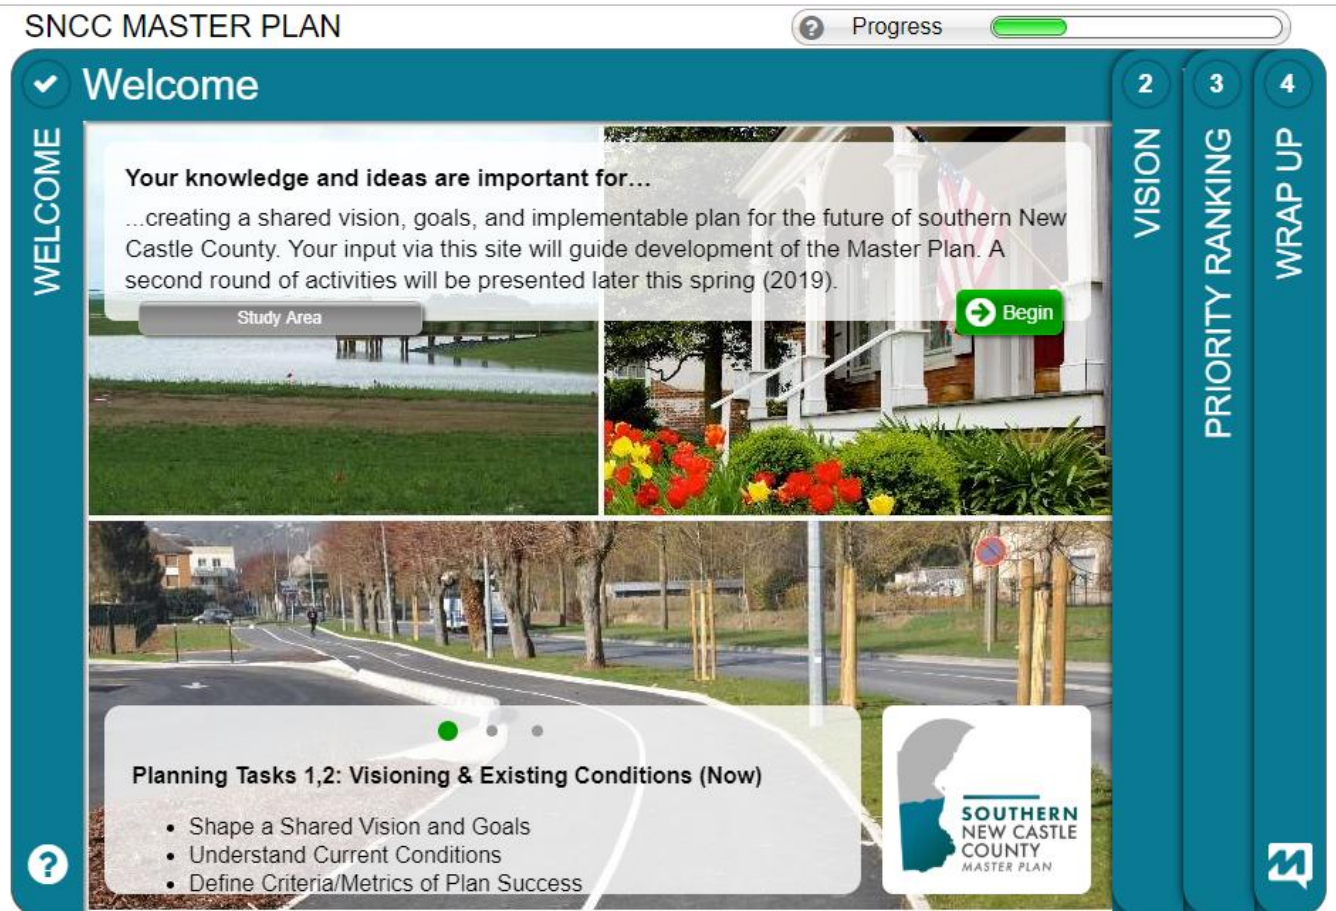 SNCC MASTER PLAN
Progress
Welcome
WELCOME
Your knowledge and ideas are important for…
...creating a shared vision, goals, and implementable plan for the future of southern New
Castle County. Your input via this site will guide development of the Master Plan. A
second round of activities will be presented later this spring (2019).
Study Area
Begin
Planning Tasks 1,2: Visioning & Existing Conditions (Now)
• Shape a Shared Vision and Goals
• Understand Current Conditions
• Define Criteria/Metrics of Plan Success
SOUTHERN
NEW CASTLE
COUNTY
MASTER PLAN
2
VISION
3
PRIORITY RANKING
4
WRAP UP